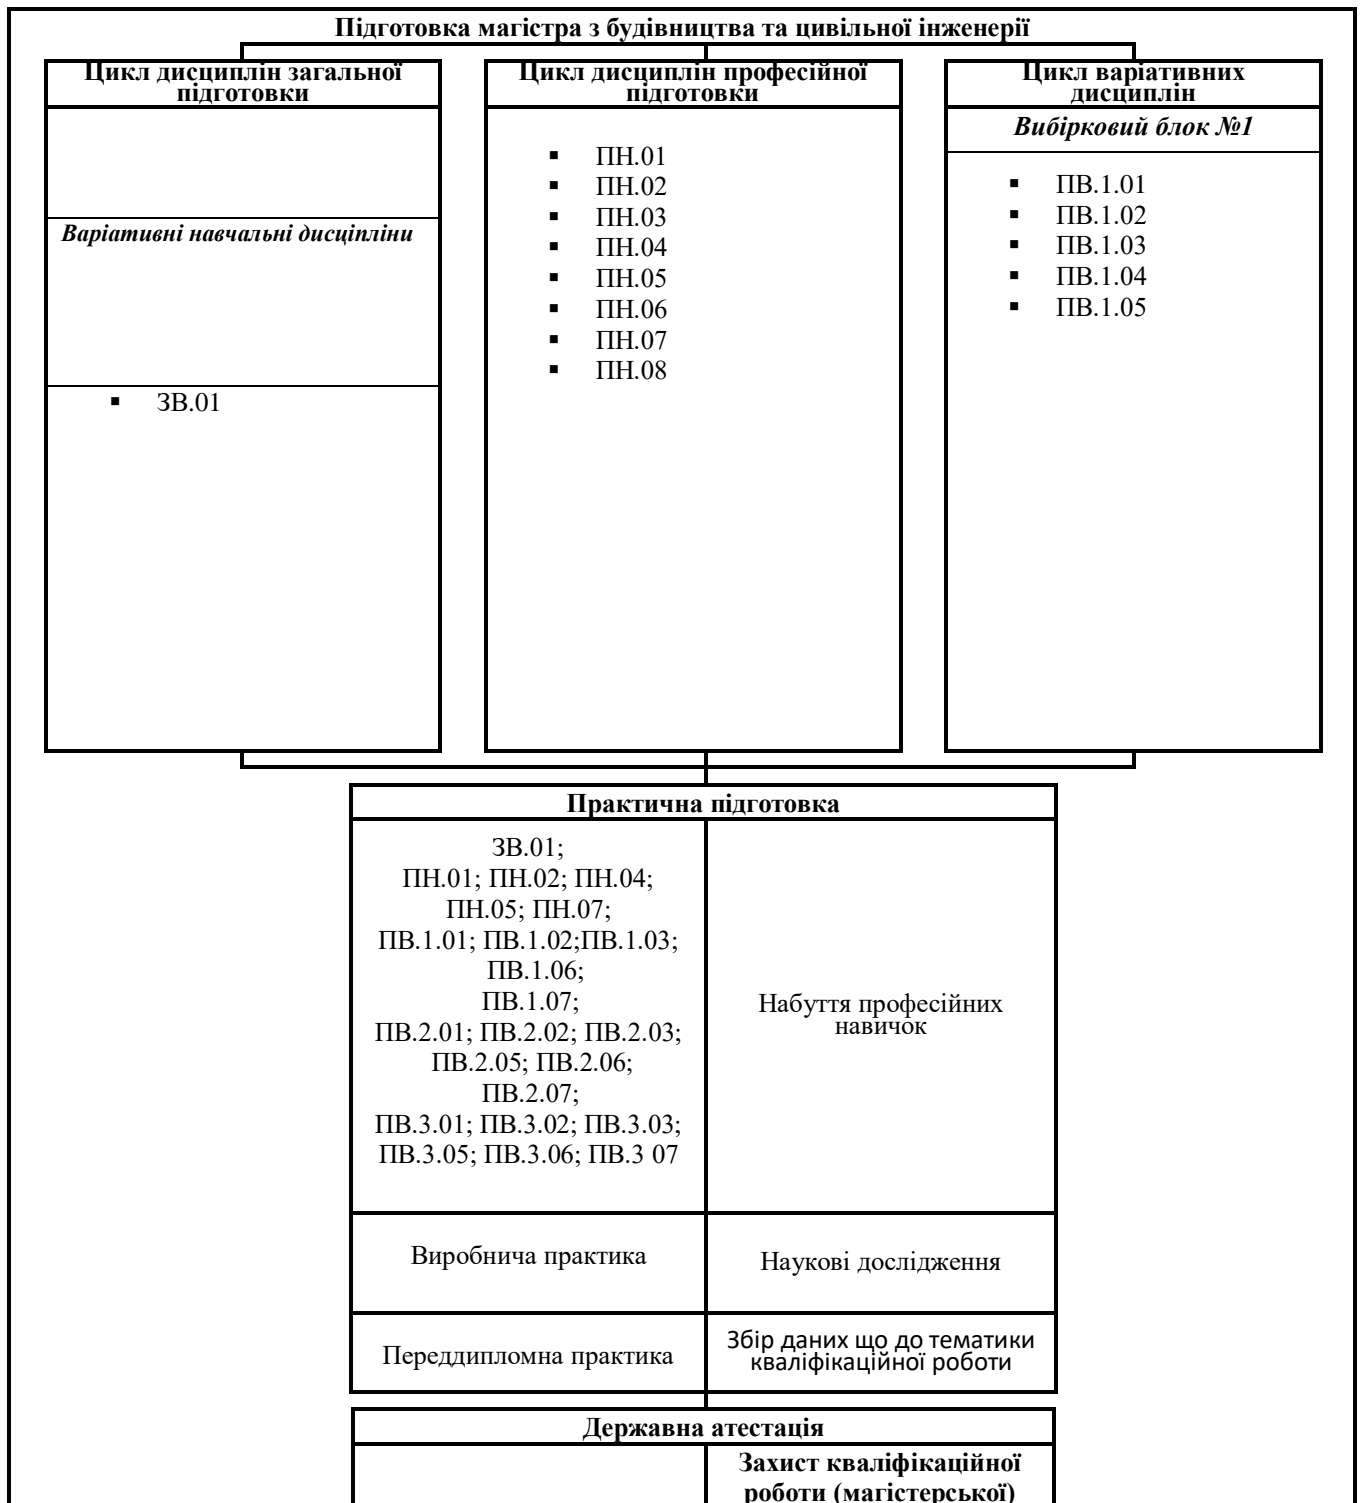 Підготовка магістра з будівництва та цивільної інженерії
Цикл дисциплін загальної
підготовки
Варіативні навчальні дисціпліни
▪ ЗВ.01
Цикл дисциплін професійної
підготовки
▪ ПН.01
▪ ПН.02
▪ ПН.03
▪ ПН.04
▪ ПН.05
▪ ПН.06
▪ ПН.07
▪ ПН.08
Цикл варіативних
дисциплін
Вибірковий блок №1
▪ ПВ.1.01
▪ ПВ.1.02
▪ ПВ.1.03
▪ ПВ.1.04
▪ ПВ.1.05
Практична підготовка
ЗВ.01;
ПН.01; ПН.02; ПН.04;
ПН.05; ПН.07;
ПВ.1.01; ПВ.1.02;ПВ.1.03;
ПВ.1.06;
ПВ.1.07;
ПВ.2.01; ПВ.2.02; ПВ.2.03;
ПВ.2.05; ПВ.2.06;
ПВ.2.07;
ПВ.3.01; ПВ.3.02; ПВ.3.03;
ПВ.3.05; ПВ.3.06; ПВ.3 07
Набуття професійних
навичок
Виробнича практика
Наукові дослідження
Переддипломна практика
Збір даних що до тематики
кваліфікаційної роботи
Державна атестація
Захист кваліфікаційної
роботи (магістерської)